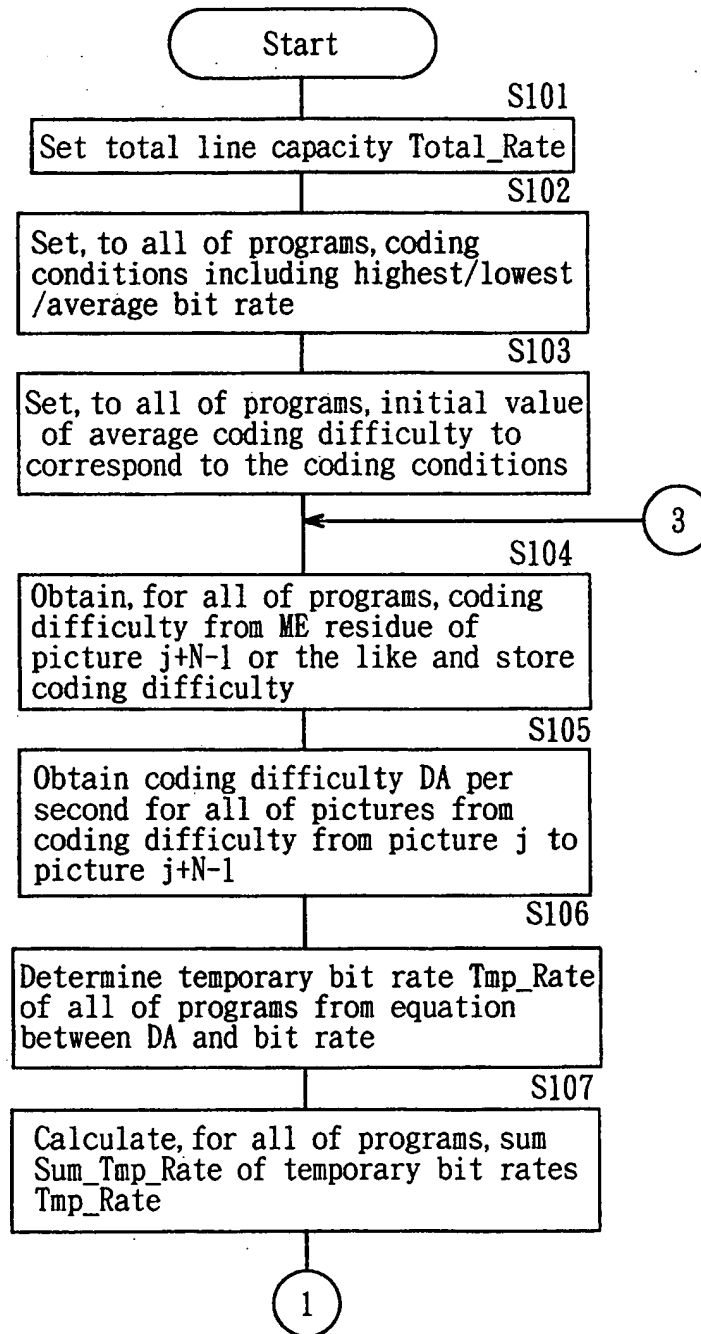 Start
S101
Set total line capacity Total_Rate
S102
Set, to all of programs, coding
conditions including highest/lowest
/average bit rate
S103
Set, to all of programs, initial value
of average coding difficulty to
correspond to the coding conditions
3
S104
Obtain, for all of programs, coding
difficulty from ME residue of
picture j+N-1 or the like and store
coding difficulty
S105
Obtain coding difficulty DA per
second for all of pictures from
coding difficulty from picture j to
picture j+N-1
S106
Determine temporary bit rate Tmp_Rate
of all of programs from equation
between DA and bit rate
S107
Calculate, for all of programs, sum
Sum_Tmp_Rate of temporary bit rates
Tmp_Rate
1